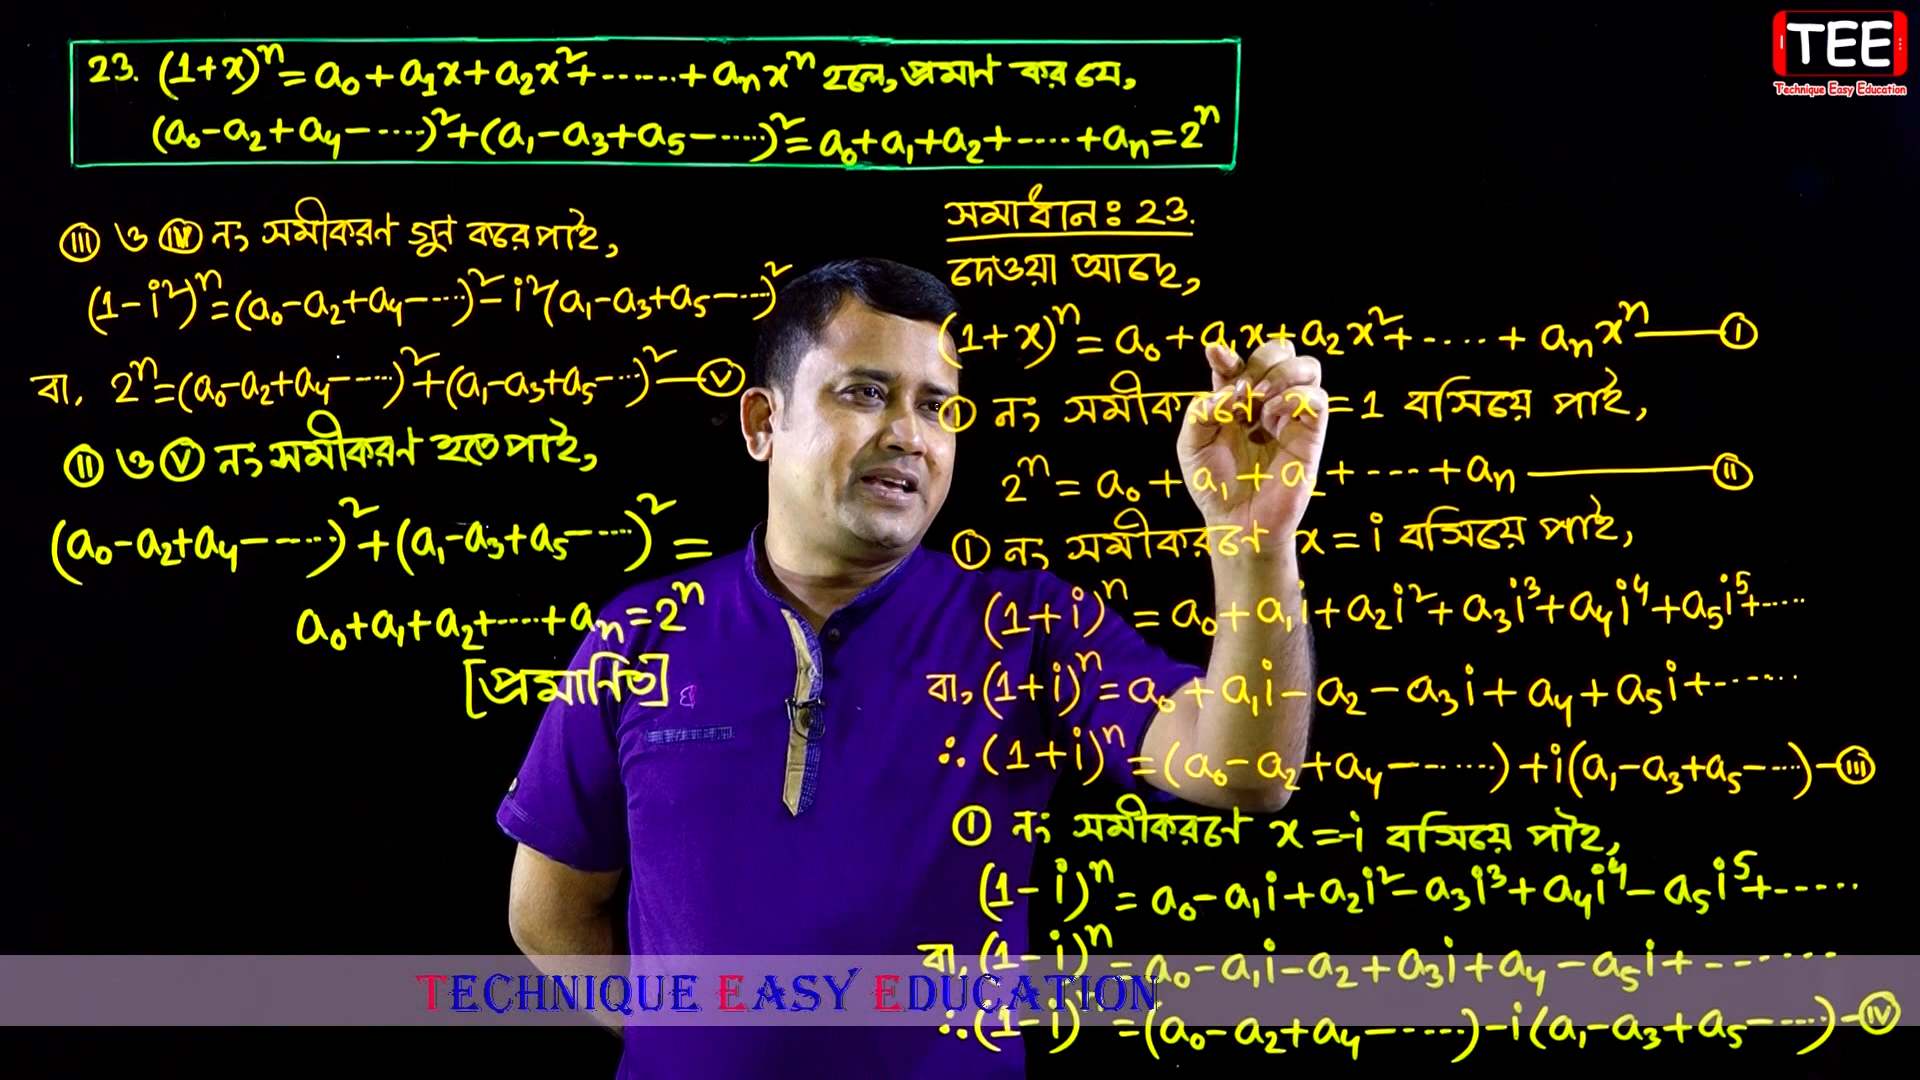 TEE
Technique Easy Education
23. (1+x)ⁿ = a₀ + a₁x + a₂x² + ...... + aₙxⁿ হলে, প্রমাণ কর যে,
(a₀-a₂+a₄-....)²+(a₁-a₃+a₅-.....)²= a₀+a₁+a₂+.....+aₙ=2ⁿ
সমাধান: 23.
দেওয়া আছে,
(1+x)ⁿ = a₀ + a₁x + a₂x² + .... + aₙxⁿ — (i)
(i) নং সমীকরণে x = 1 বসিয়ে পাই,
2ⁿ = a₀ + a₁ + a₂ + .... + aₙ — (ii)
(i) নং সমীকরণে x = i বসিয়ে পাই,
(1+i)ⁿ = a₀ + a₁i + a₂i² + a₃i³ + a₄i⁴ + a₅i⁵ + ....
বা, (1+i)ⁿ = a₀ + a₁i - a₂ - a₃i + a₄ + a₅i + ......
∴ (1+i)ⁿ = (a₀-a₂+a₄-......) + i(a₁-a₃+a₅-....) — (iii)
(i) নং সমীকরণে x = -i বসিয়ে পাই,
(1-i)ⁿ = a₀ - a₁i + a₂i² - a₃i³ + a₄i⁴ - a₅i⁵ + .....
বা, (1-i)ⁿ = a₀ - a₁i - a₂ + a₃i + a₄ - a₅i + ......
∴ (1-i)ⁿ = (a₀-a₂+a₄-.....) - i(a₁-a₃+a₅-.....) — (iv)
(iii) ও (iv) নং সমীকরণ গুন করে পাই,
(1-i²)ⁿ = (a₀-a₂+a₄-....)² - i²(a₁-a₃+a₅-....)²
বা, 2ⁿ = (a₀-a₂+a₄-....)² + (a₁-a₃+a₅-....)² — (v)
(ii) ও (v) নং সমীকরণ হতে পাই,
(a₀-a₂+a₄-.....)² + (a₁-a₃+a₅-....)² =
a₀+a₁+a₂+....+aₙ = 2ⁿ
[প্রমাণিত]
TECHNIQUE EASY EDUCATION